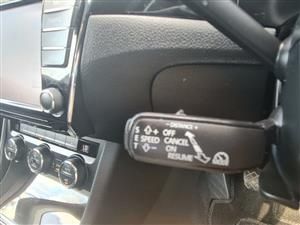 - DISTANCE +
S + OFF
E SPEED CANCEL
T - ON
RESUME